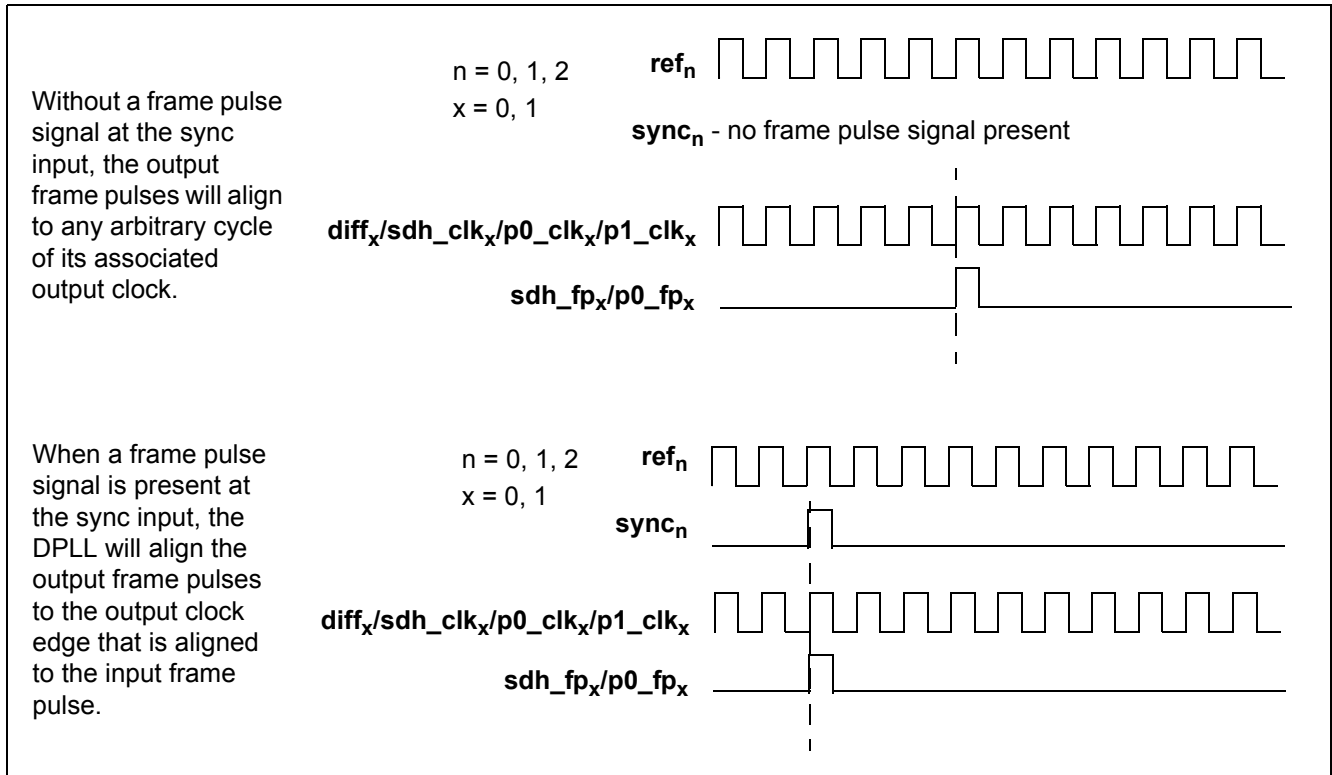 Without a frame pulse
signal at the sync
input, the output
frame pulses will align
to any arbitrary cycle
of its associated
output clock.
n = 0, 1, 2
x = 0, 1
refn
syncn - no frame pulse signal present
diffx/sdh_clkx/p0_clkx/p1_clkx
sdh_fpx/p0_fpx
When a frame pulse
signal is present at
the sync input, the
DPLL will align the
output frame pulses
to the output clock
edge that is aligned
to the input frame
pulse.
n = 0, 1, 2
x = 0, 1
refn
syncn
diffx/sdh_clkx/p0_clkx/p1_clkx
sdh_fpx/p0_fpx